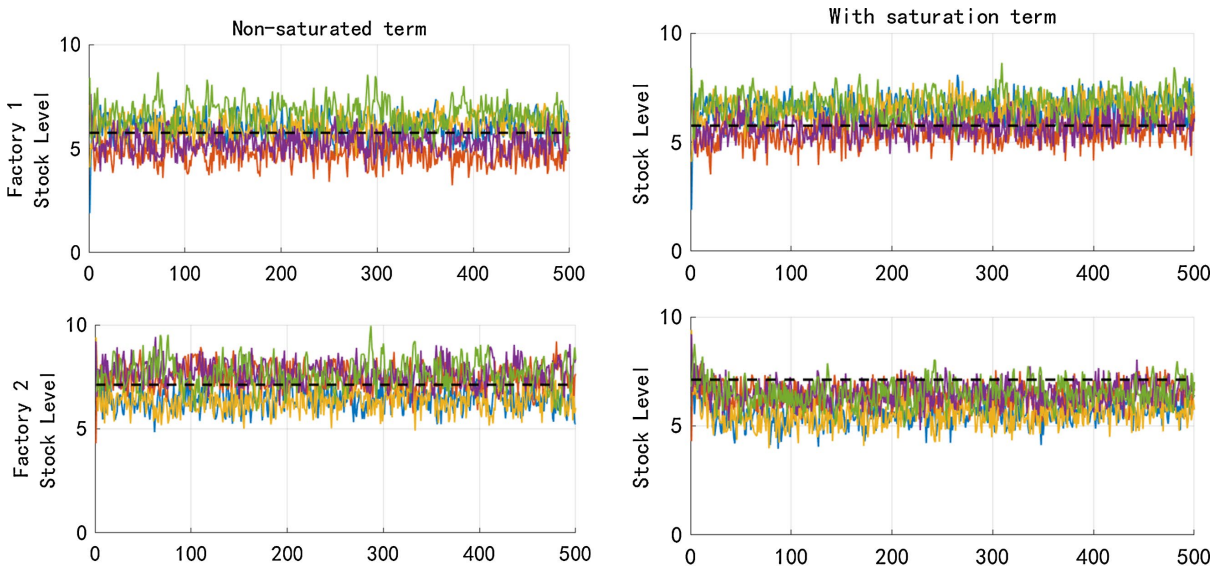 Non-saturated term
With saturation term
Factory 1
Stock Level
10
5
0
0 100 200 300 400 500
Stock Level
10
5
0
0 100 200 300 400 500
Factory 2
Stock Level
10
5
0
0 100 200 300 400 500
Stock Level
10
5
0
0 100 200 300 400 500